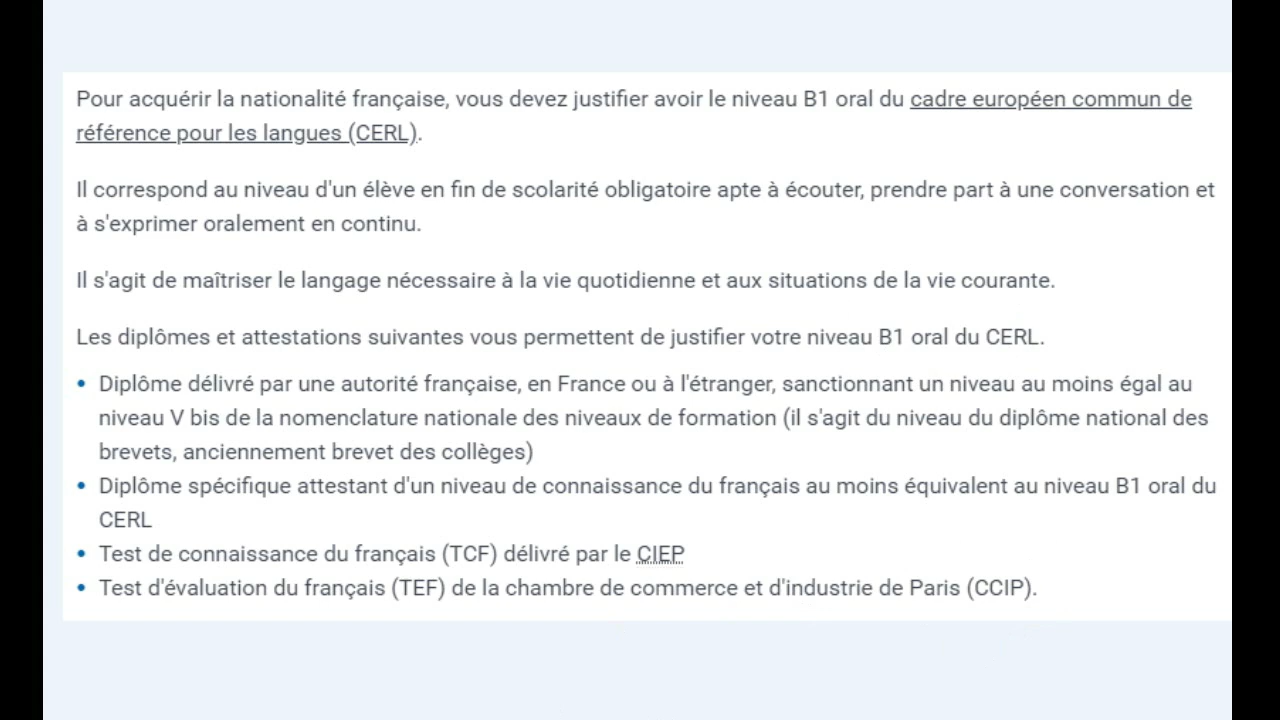 Pour acquérir la nationalité française, vous devez justifier avoir le niveau B1 oral du cadre européen commun de
référence pour les langues (CERL).
Il correspond au niveau d'un élève en fin de scolarité obligatoire apte à écouter, prendre part à une conversation et
à s'exprimer oralement en continu.
Il s'agit de maîtriser le langage nécessaire à la vie quotidienne et aux situations de la vie courante.
Les diplômes et attestations suivantes vous permettent de justifier votre niveau B1 oral du CERL.
• Diplôme délivré par une autorité française, en France ou à l'étranger, sanctionnant un niveau au moins égal au
niveau V bis de la nomenclature nationale des niveaux de formation (il s'agit du niveau du diplôme national des
brevets, anciennement brevet des collèges)
• Diplôme spécifique attestant d'un niveau de connaissance du français au moins équivalent au niveau B1 oral du
CERL
• Test de connaissance du français (TCF) délivré par le CIEP
• Test d'évaluation du français (TEF) de la chambre de commerce et d'industrie de Paris (CCIP).